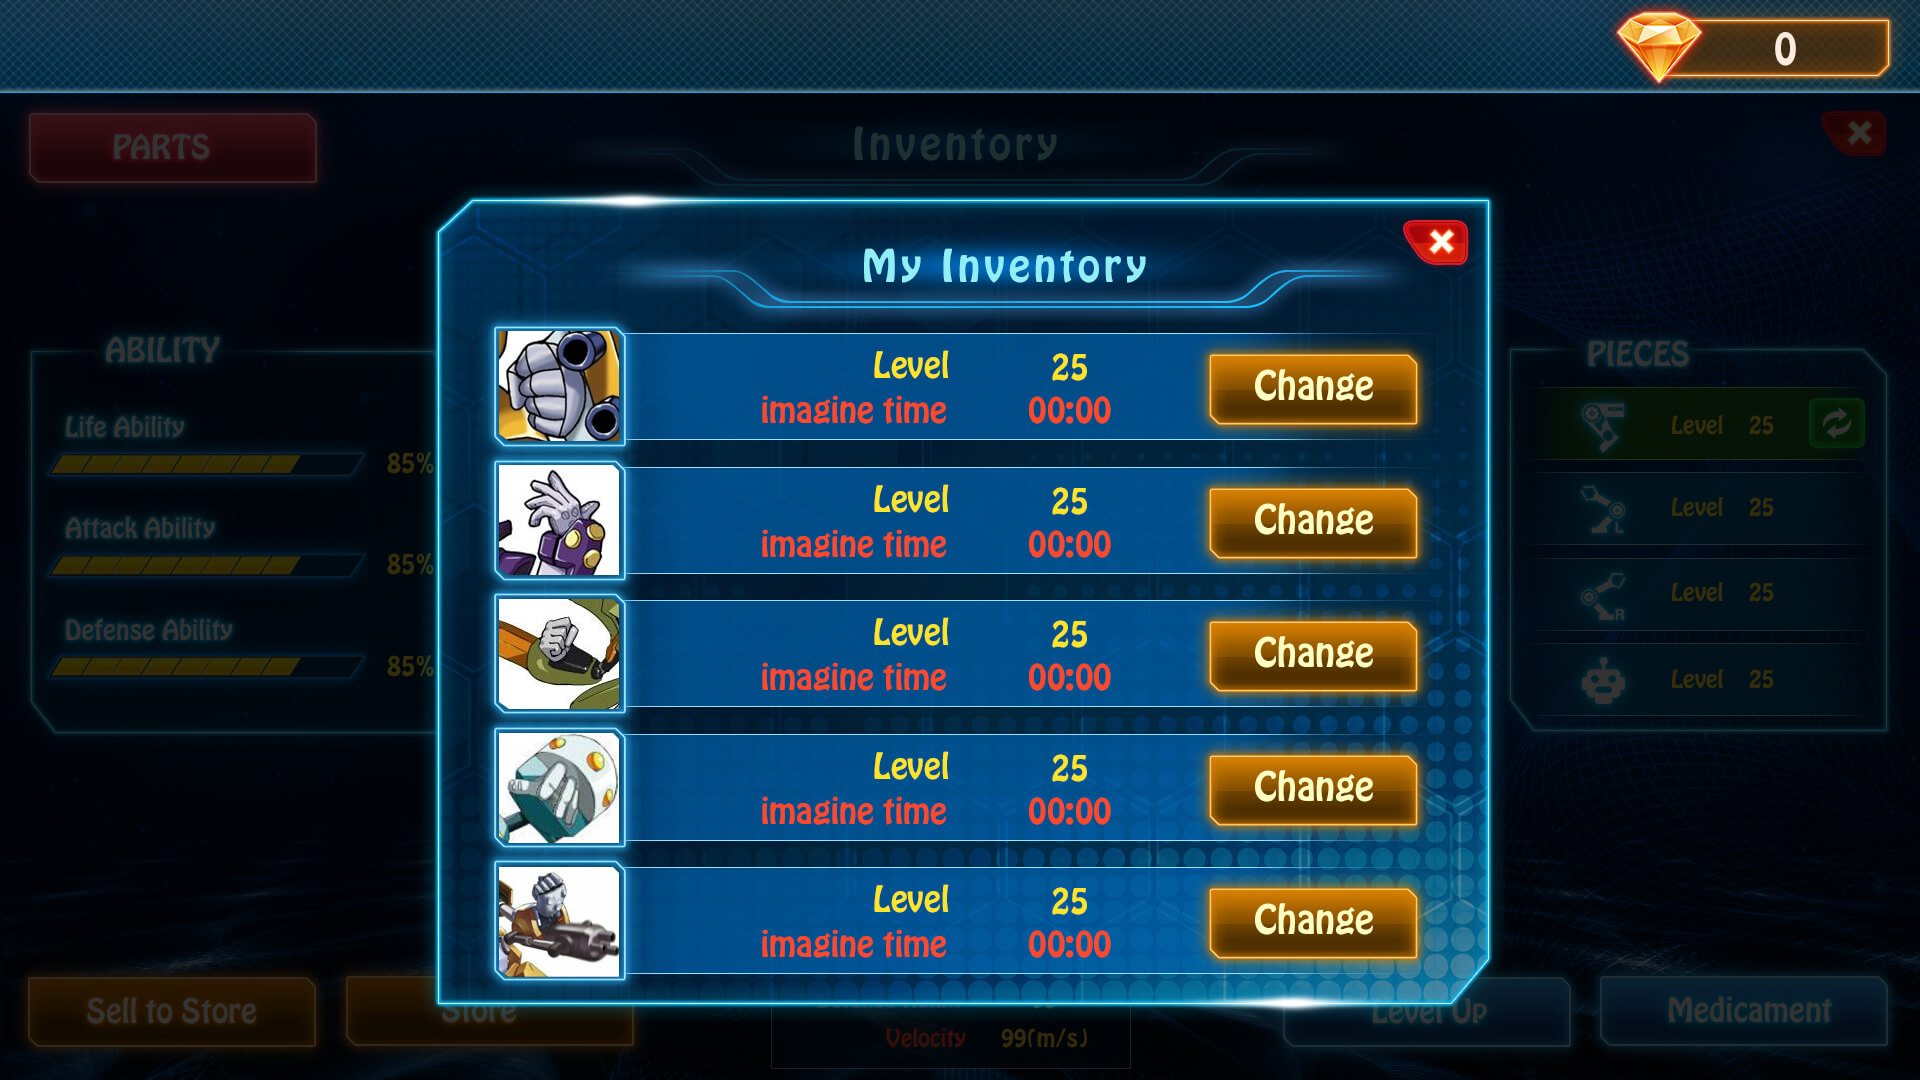 0
PARTS
Inventory
My Inventory
ABILITY
Life Ability
85%
Attack Ability
85%
Defense Ability
85%
Level 25
imagine time 00:00
Change
Level 25
imagine time 00:00
Change
Level 25
imagine time 00:00
Change
Level 25
imagine time 00:00
Change
Level 25
imagine time 00:00
Change
PIECES
Level 25
L
Level 25
R
Level 25
Level 25
Sell to Store
Store
Velocity 99(m/s)
Level Up
Medicament